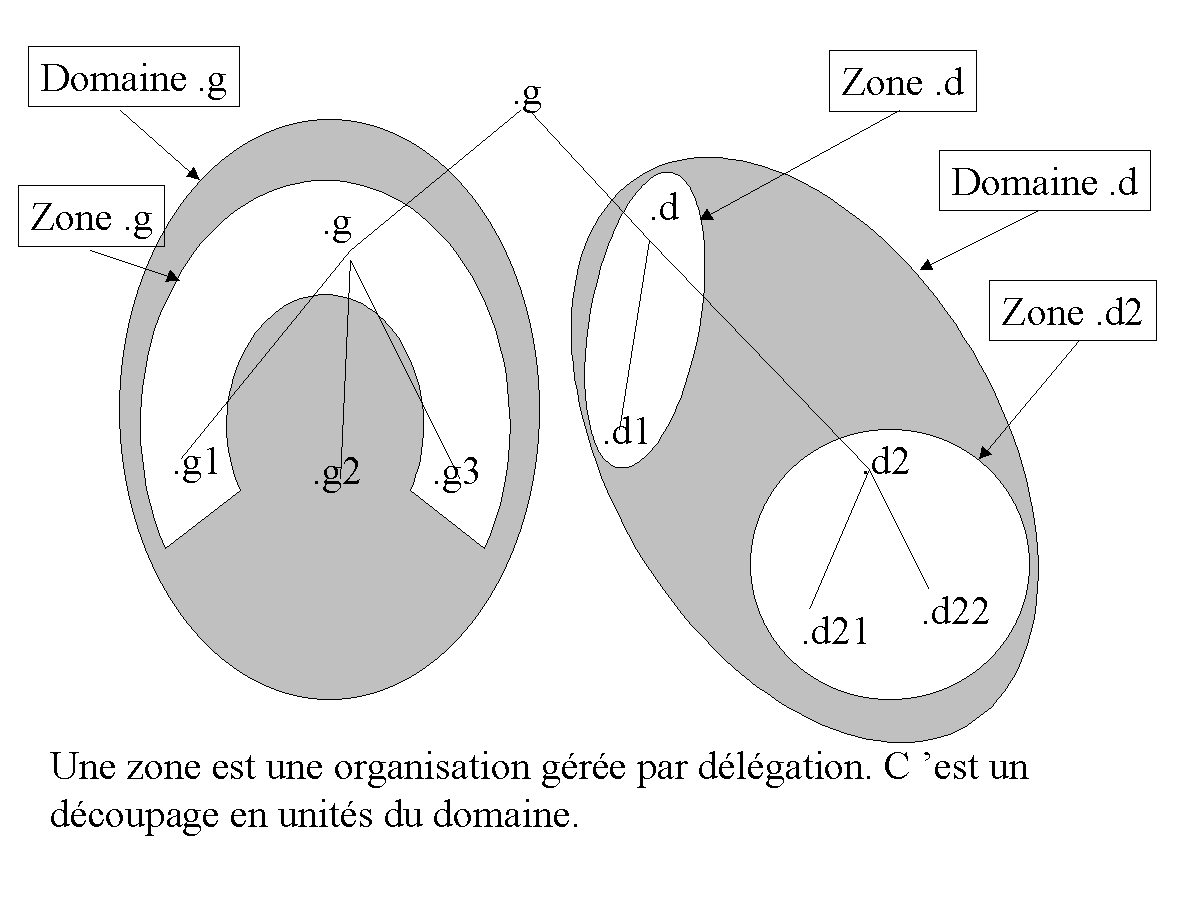 Domaine .g
Zone .d
.g
Domaine .d
Zone .g
.d
.g
Zone .d2
.d1
.g1
.g2
.g3
.d2
.d21
.d22
Une zone est une organisation gérée par délégation. C ’est un
découpage en unités du domaine.